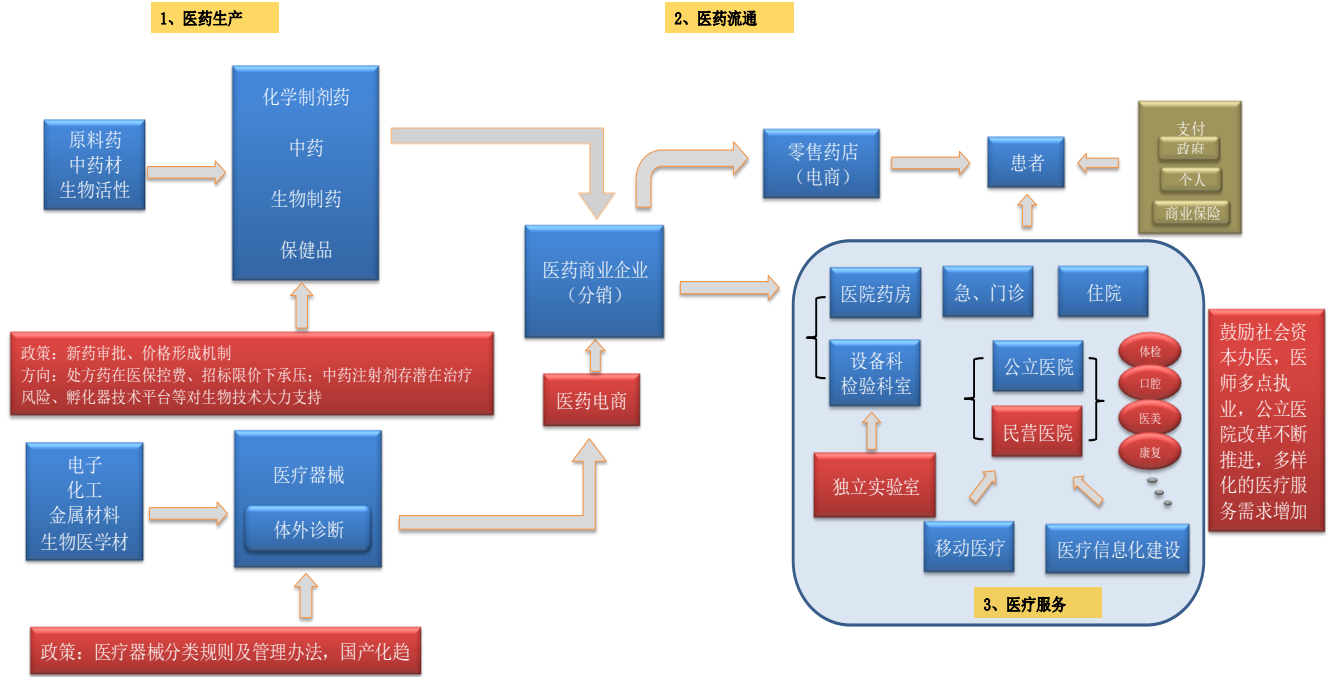 1、医药生产
2、医药流通
原料药
中药材
生物活性
化学制剂药
中药
生物制药
保健品
政策：新药审批、价格形成机制
方向：处方药在医保控费、招标限价下承压；中药注射剂存潜在治疗
风险、孵化器技术平台等对生物技术大力支持
电子
化工
金属材料
生物医学材
医疗器械
体外诊断
政策：医疗器械分类规则及管理办法，国产化趋
医药商业企业
（分销）
医药电商
零售药店
（电商）
患者
支付
政府
个人
商业保险
医院药房
急、门诊
住院
设备科
检验科室
公立医院
民营医院
体检
口腔
医美
康复
独立实验室
移动医疗
医疗信息化建设
3、医疗服务
鼓励社会资
本办医，医
师多点执
业，公立医
院改革不断
推进，多样
化的医疗服
务需求增加